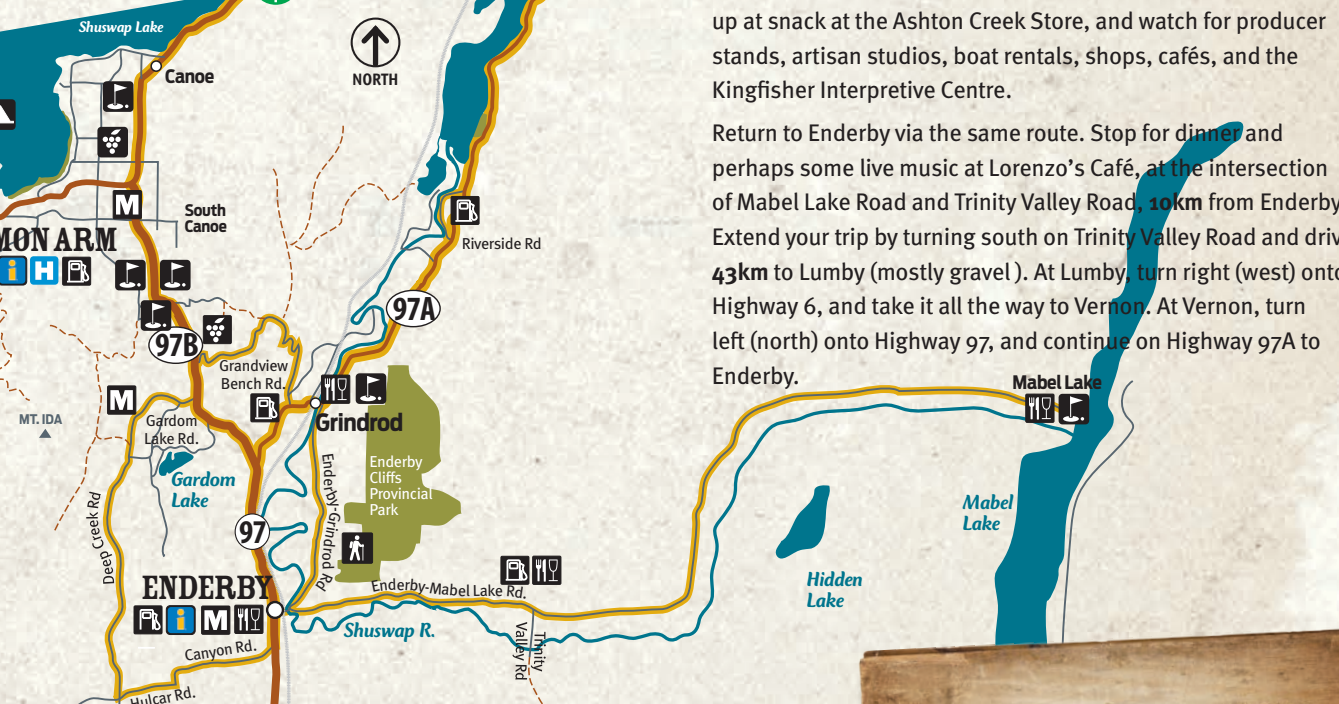 up at snack at the Ashton Creek Store, and watch for producer
stands, artisan studios, boat rentals, shops, cafés, and the
Kingfisher Interpretive Centre.
Return to Enderby via the same route. Stop for dinner and
perhaps some live music at Lorenzo's Café, at the intersection
of Mabel Lake Road and Trinity Valley Road, 10km from Enderby
Extend your trip by turning south on Trinity Valley Road and driv
43km to Lumby (mostly gravel ). At Lumby, turn right (west) onto
Highway 6, and take it all the way to Vernon. At Vernon, turn
left (north) onto Highway 97, and continue on Highway 97A to
Enderby.
Shuswap Lake
Canoe
NORTH
M
South
Canoe
MON ARM
i H
Riverside Rd
97A
97B
Grandview
Bench Rd.
M
MT. IDA
Gardom
Lake Rd.
Grindrod
Gardom
Lake
Enderby
Cliffs
Provincial
Park
Deep Creek Rd
Enderby-Grindrod Rd
97
ENDERBY
i M
Enderby-Mabel Lake Rd.
Shuswap R.
Trinity
Valley Rd
Canyon Rd.
Hulcar Rd.
Mabel Lake
Mabel
Lake
Hidden
Lake